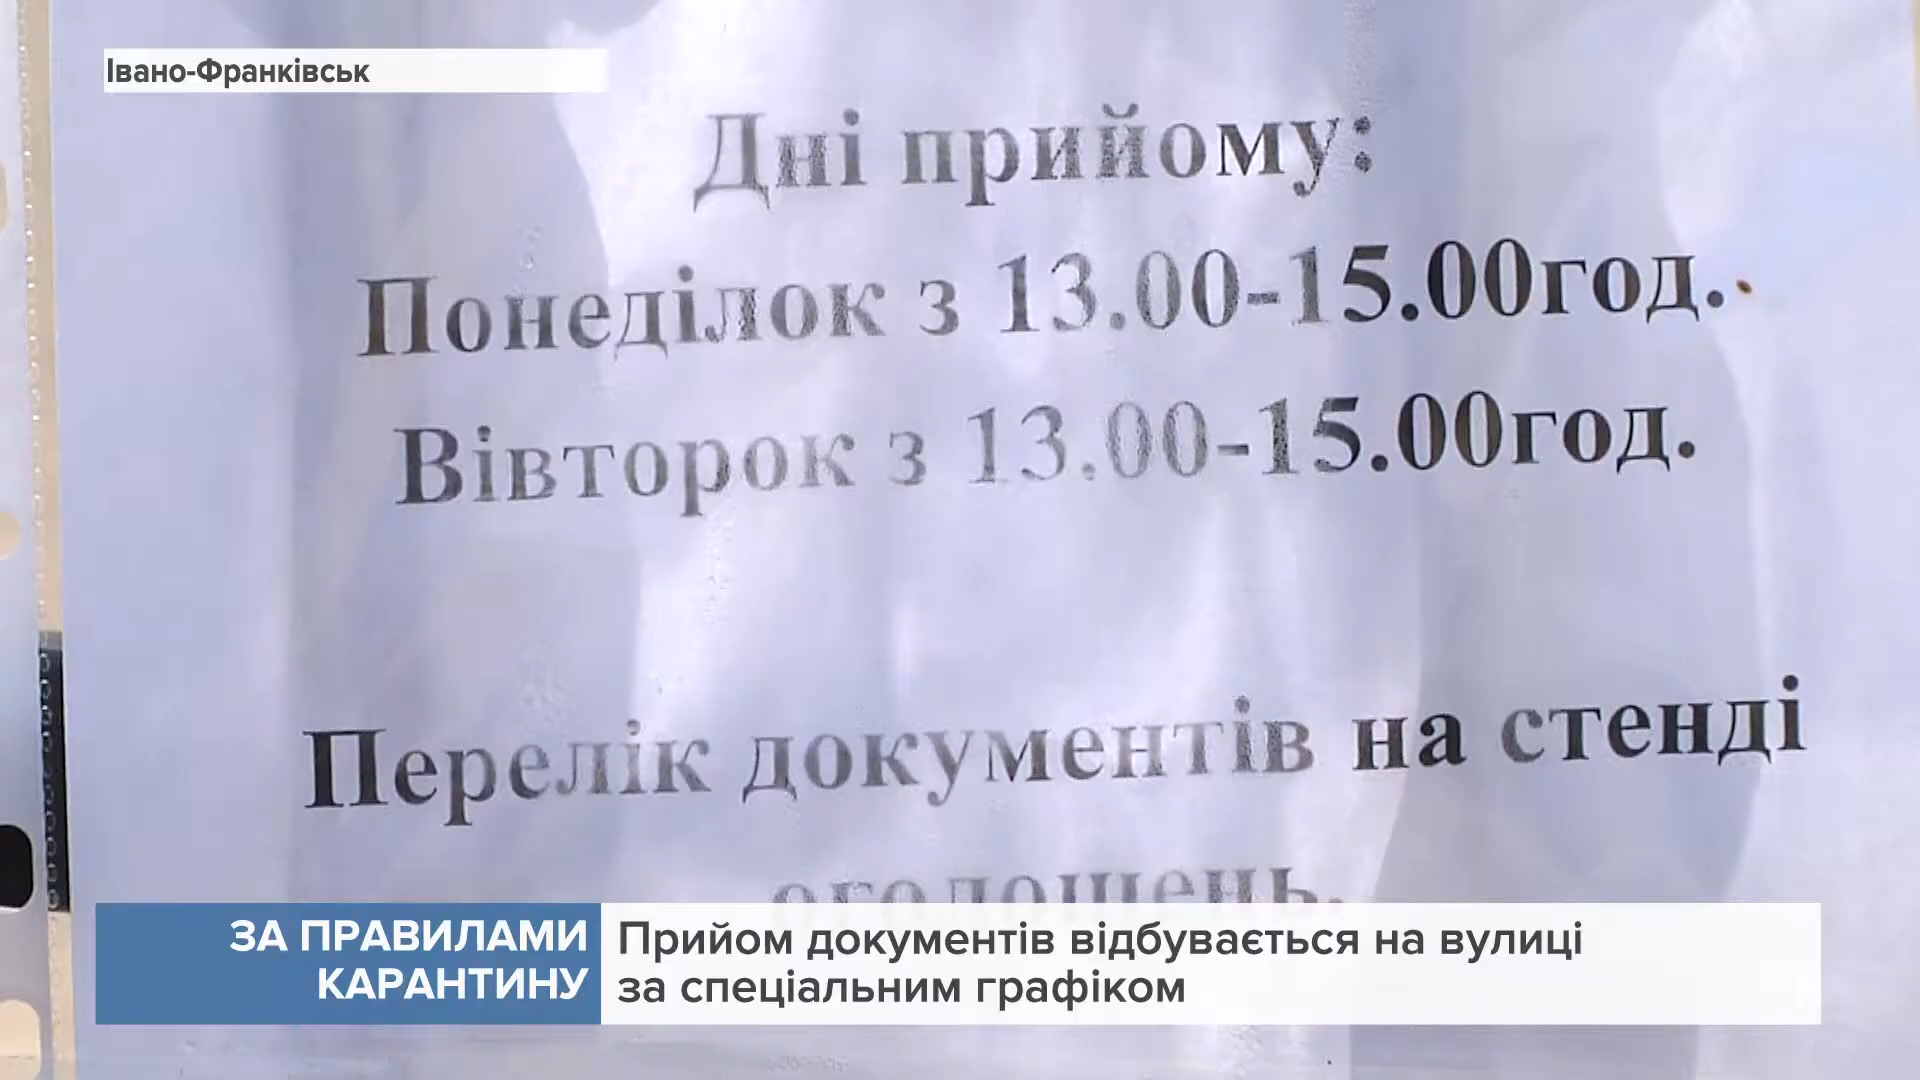 Івано-Франківськ
Дні прийому:
Понеділок з 13.00-15.00год.
Вівторок з 13.00-15.00год.
Перелік документів на стенді
оголошень.
ЗА ПРАВИЛАМИ
КАРАНТИНУ
Прийом документів відбувається на вулиці
за спеціальним графіком